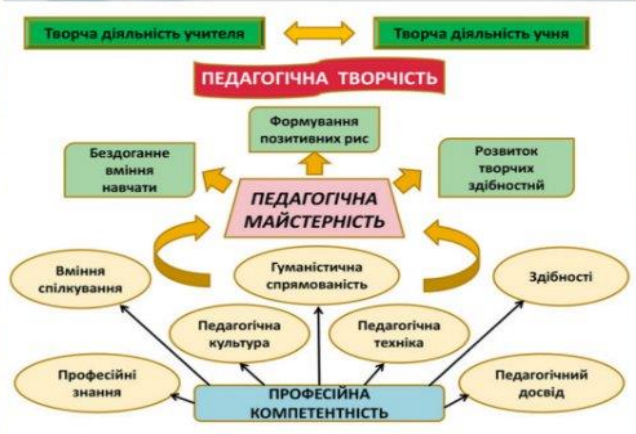 Творча діяльність учителя
Творча діяльність учня
ПЕДАГОГІЧНА ТВОРЧІСТЬ
Формування
позитивних рис
Бездоганне
вміння
навчати
Розвиток
творчих
здібностий
ПЕДАГОГІЧНА
МАЙСТЕРНІСТЬ
Вміння
спілкування
Гуманістична
спрямованість
Здібності
Педагогічна
культура
Педагогічна
техніка
Професійні
знання
ПРОФЕСІЙНА
КОМПЕТЕНТНІСТЬ
Педагогічний
досвід